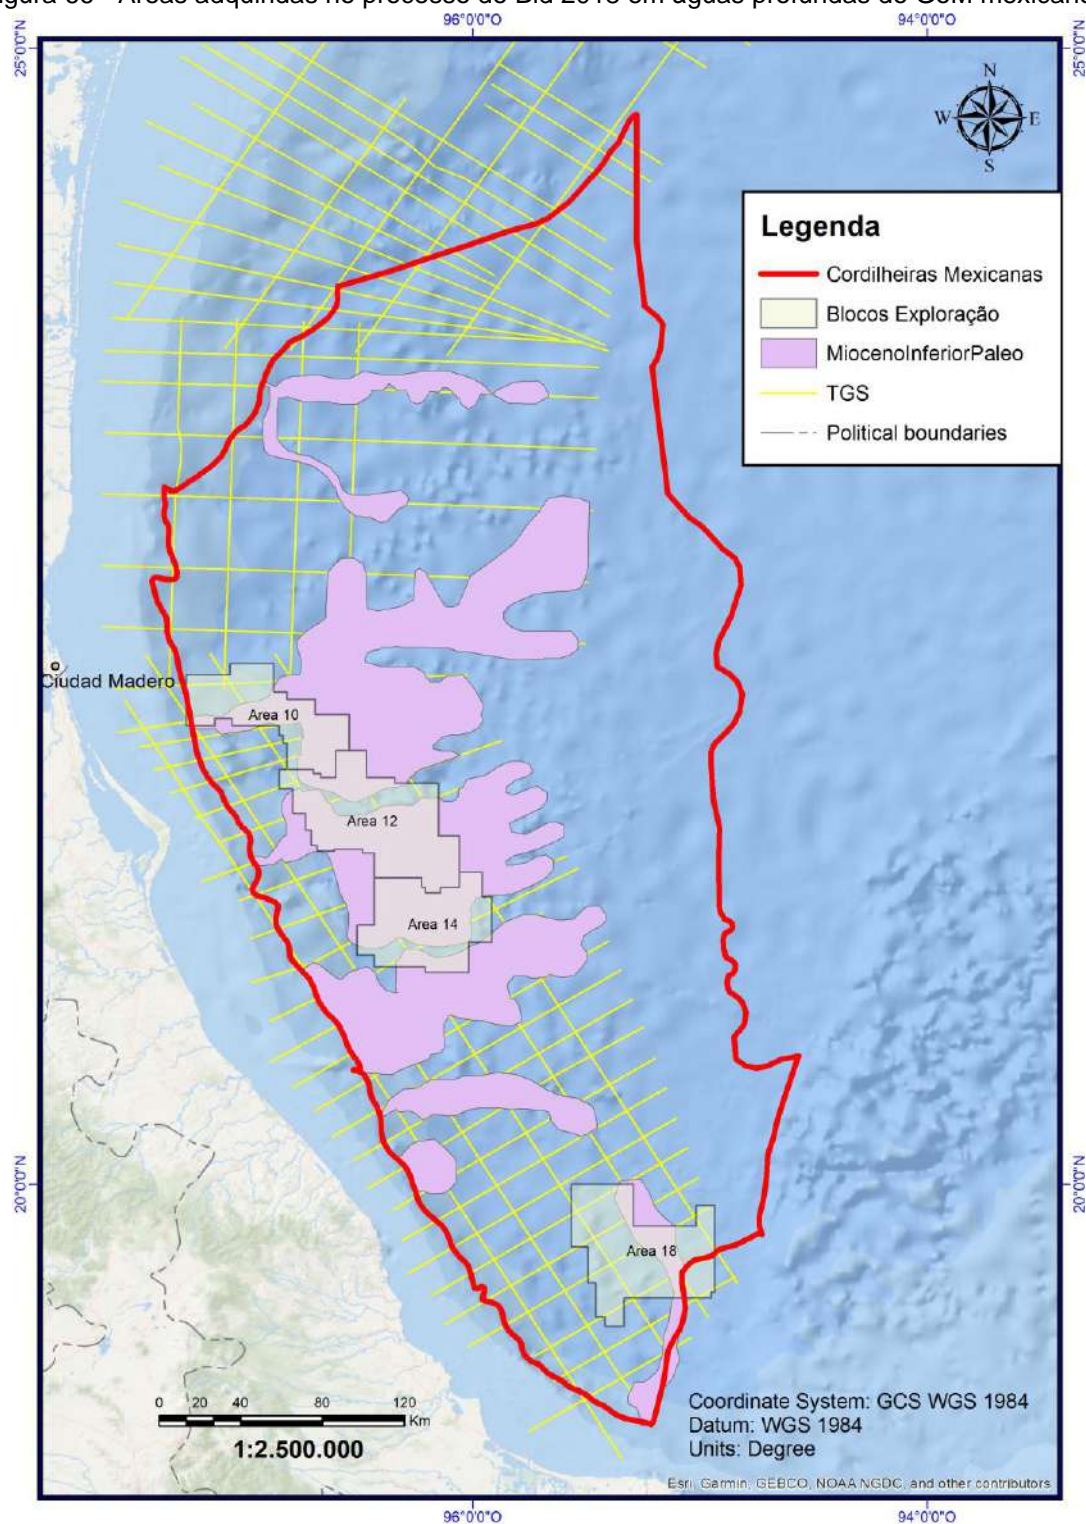 Areas adquiridas no processo de Bid 2018 em águas profundas do GoM mexicano
96°0'0"O 94°0'0"O
25°0'0"N 25°0'0"N
N
W E
S
Legenda
Cordilheiras Mexicanas
Blocos Exploração
MiocenoInferiorPaleo
TGS
Political boundaries
Ciudad Madero
Area 10
Area 12
Area 14
20°0'0"N 20°0'0"N
Area 18
0 20 40 80 120
Km
1:2.500.000
Coordinate System: GCS WGS 1984
Datum: WGS 1984
Units: Degree
Esri, Garmin, GEBCO, NOAA NGDC, and other contributors
96°0'0"O 94°0'0"O